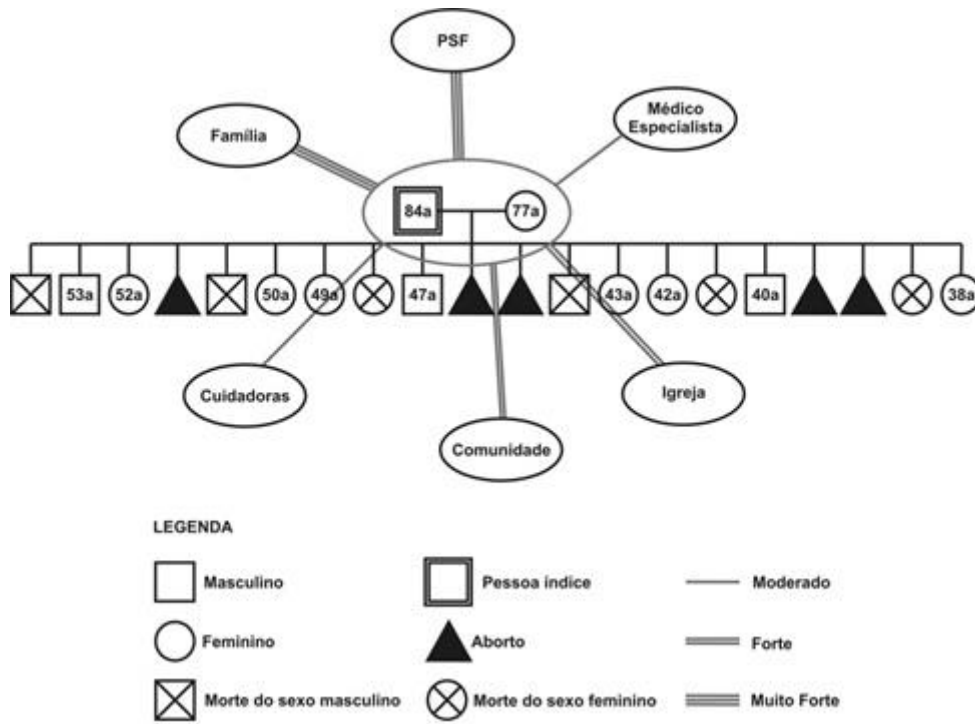 PSF
Médico
Especialista
Família
84a
77a
53a
52a
50a
49a
47a
43a
42a
40a
38a
Cuidadoras
Igreja
Comunidade
LEGENDA
Masculino
Pessoa índice
Moderado
Feminino
Aborto
Forte
Morte do sexo masculino
Morte do sexo feminino
Muito Forte